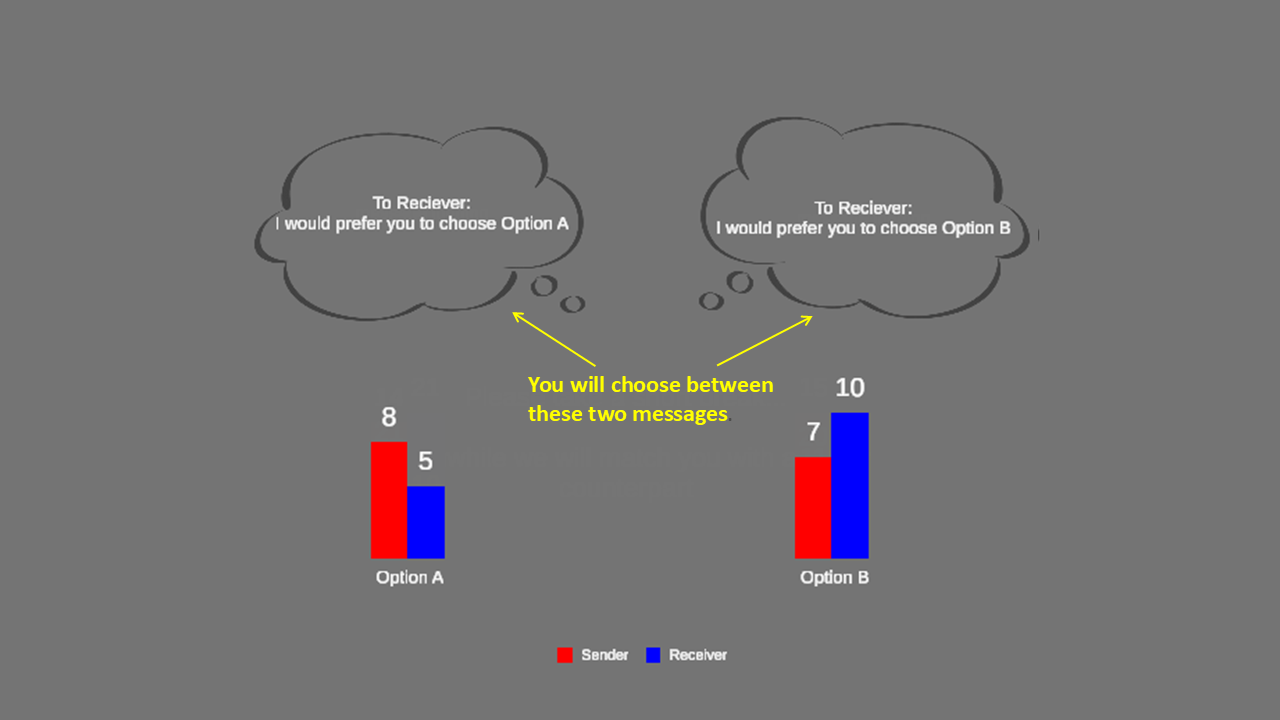 To Reciever:
I would prefer you to choose Option A
To Reciever:
I would prefer you to choose Option B
You will choose between
these two messages.
8
5
7
10
Option A
Option B
Sender
Receiver